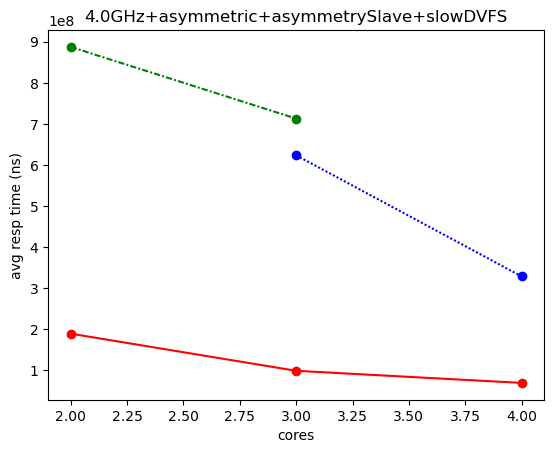 4.0GHz+asymmetric+asymmetrySlave+slowDVFS
1e8
9
8
7
6
5
4
3
2
1
avg resp time (ns)
2.00 2.25 2.50 2.75 3.00 3.25 3.50 3.75 4.00
cores